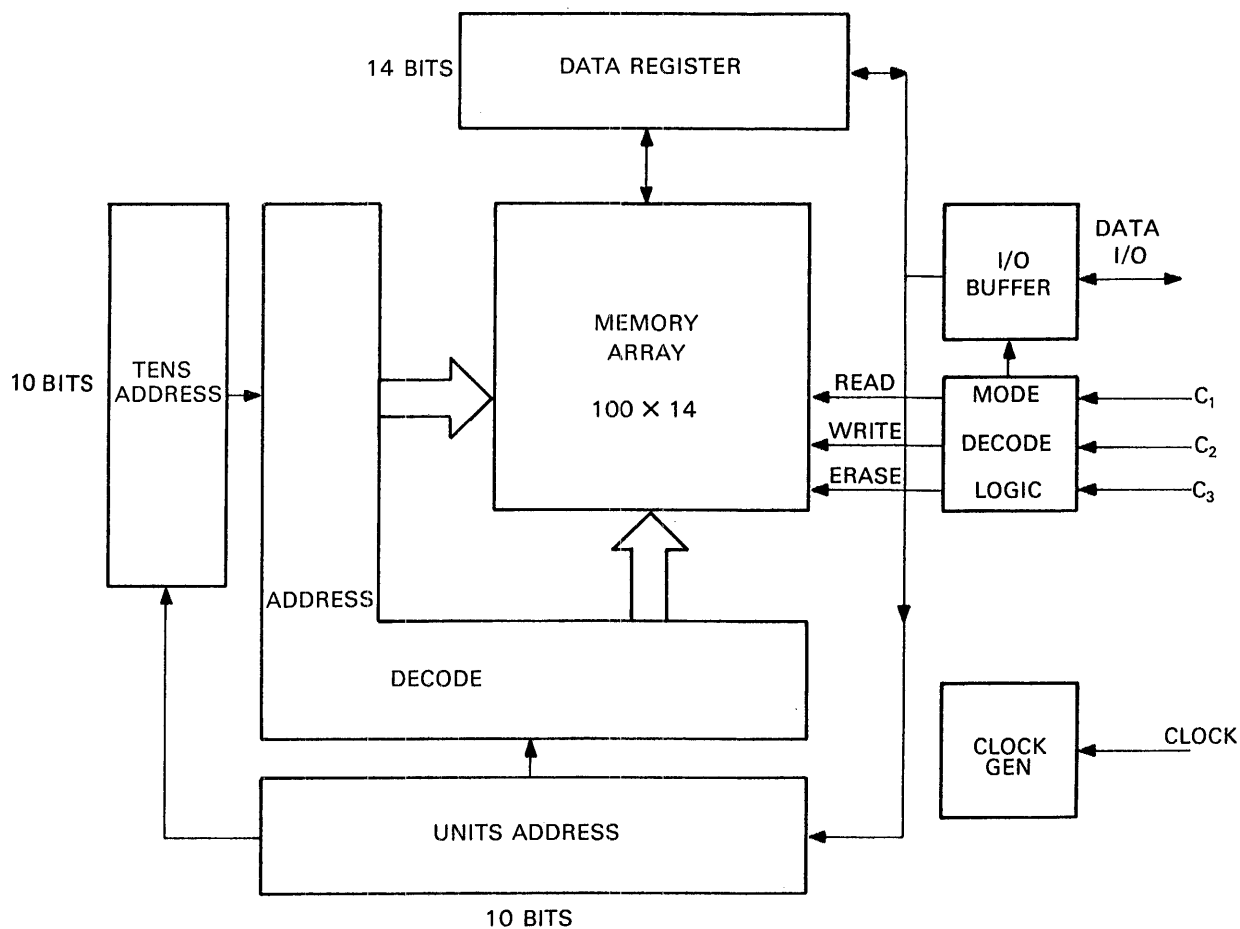 14 BITS
DATA REGISTER
10 BITS
TENS
ADDRESS
MEMORY
ARRAY
100 X 14
I/O
BUFFER
DATA
I/O
READ
WRITE
ERASE
MODE
DECODE
LOGIC
C1
C2
C3
ADDRESS
DECODE
CLOCK
GEN
CLOCK
UNITS ADDRESS
10 BITS